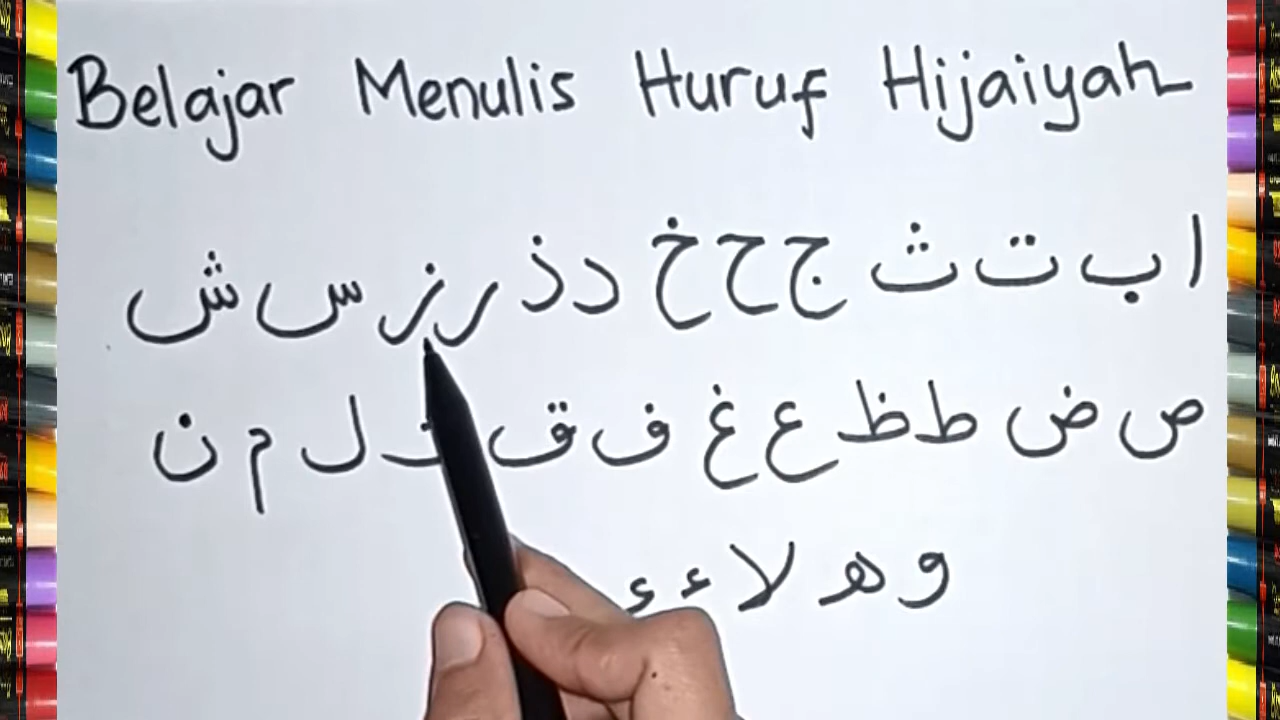 Belajar Menulis Huruf Hijaiyah
ا ب ت ث ج ح خ د ذ ر ز س ش
ص ض ط ظ ع غ ف ق ل م ن
و ه لا ء